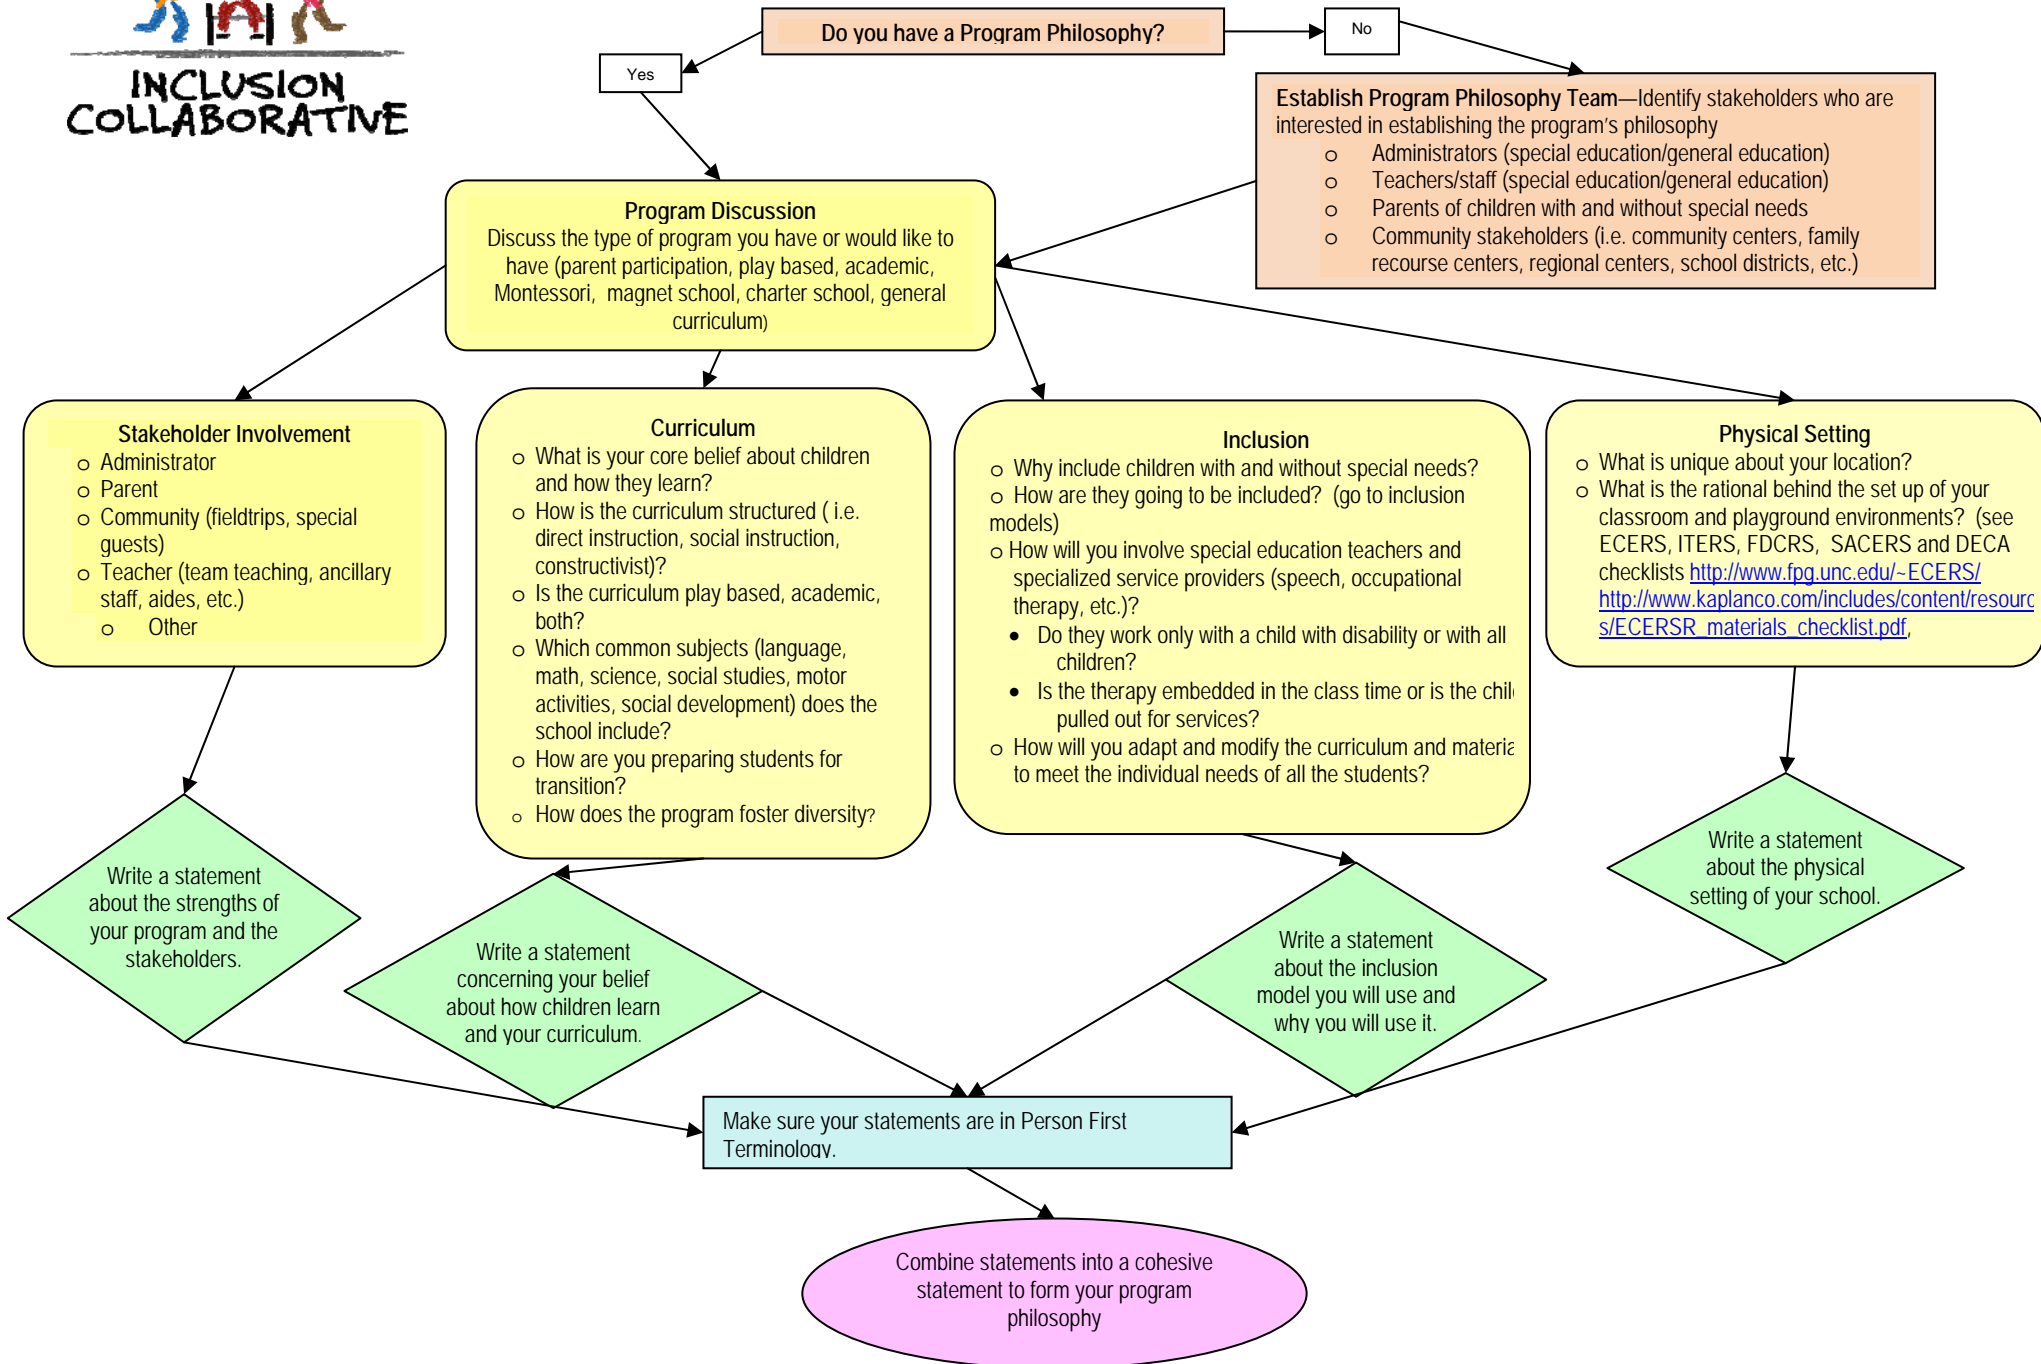 INCLUSION
COLLABORATIVE
Do you have a Program Philosophy?
No
Yes
Establish Program Philosophy Team—Identify stakeholders who are
interested in establishing the program's philosophy
o Administrators (special education/general education)
o Teachers/staff (special education/general education)
o Parents of children with and without special needs
o Community stakeholders (i.e. community centers, family
recourse centers, regional centers, school districts, etc.)
Program Discussion
Discuss the type of program you have or would like to
have (parent participation, play based, academic,
Montessori, magnet school, charter school, general
curriculum)
Stakeholder Involvement
o Administrator
o Parent
o Community (fieldtrips, special
guests)
o Teacher (team teaching, ancillary
staff, aides, etc.)
o Other
Curriculum
o What is your core belief about children
and how they learn?
o How is the curriculum structured ( i.e.
direct instruction, social instruction,
constructivist)?
o Is the curriculum play based, academic,
both?
o Which common subjects (language,
math, science, social studies, motor
activities, social development) does the
school include?
o How are you preparing students for
transition?
o How does the program foster diversity?
Inclusion
o Why include children with and without special needs?
o How are they going to be included? (go to inclusion
models)
o How will you involve special education teachers and
specialized service providers (speech, occupational
therapy, etc.)?
• Do they work only with a child with disability or with all
children?
• Is the therapy embedded in the class time or is the chil
pulled out for services?
o How will you adapt and modify the curriculum and materia
to meet the individual needs of all the students?
Physical Setting
o What is unique about your location?
o What is the rational behind the set up of your
classroom and playground environments? (see
ECERS, ITERS, FDCRS, SACERS and DECA
checklists http://www.fpg.unc.edu/~ECERS/
http://www.kaplanco.com/includes/content/resourc
s/ECERSR_materials_checklist.pdf,
Write a statement
about the strengths of
your program and the
stakeholders.
Write a statement
concerning your belief
about how children learn
and your curriculum.
Write a statement
about the inclusion
model you will use and
why you will use it.
Write a statement
about the physical
setting of your school.
Make sure your statements are in Person First
Terminology.
Combine statements into a cohesive
statement to form your program
philosophy